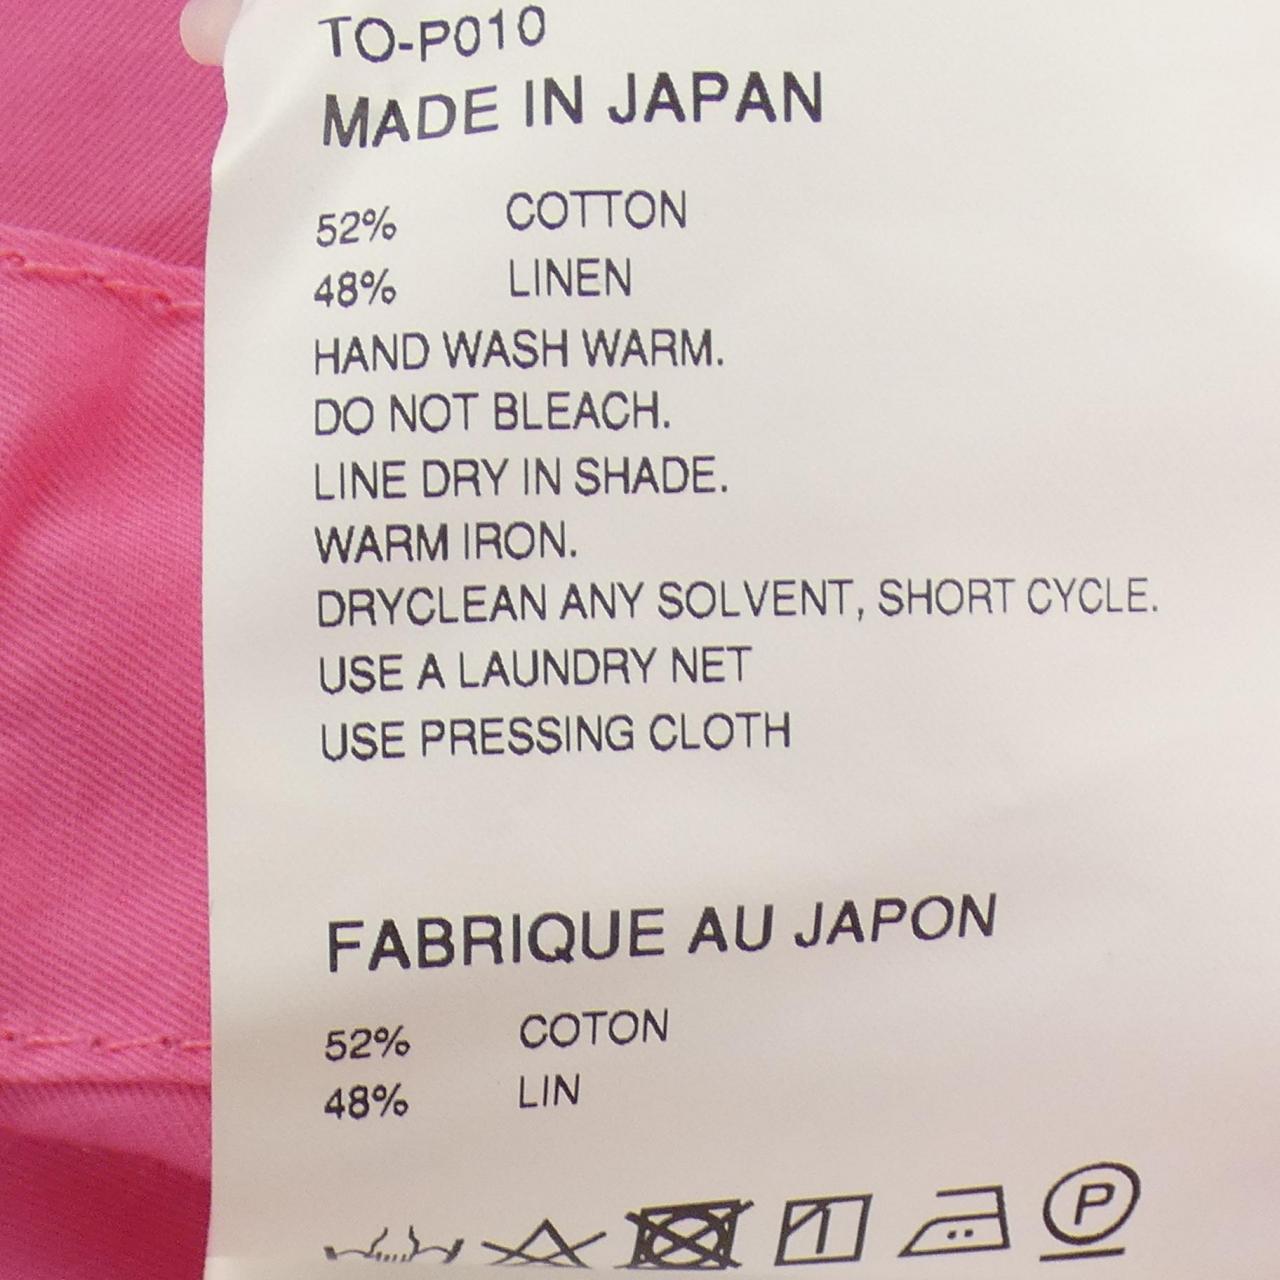 TO-P010
MADE IN JAPAN
52% COTTON
48% LINEN
HAND WASH WARM.
DO NOT BLEACH.
LINE DRY IN SHADE.
WARM IRON.
DRYCLEAN ANY SOLVENT, SHORT CYCLE.
USE A LAUNDRY NET
USE PRESSING CLOTH
FABRIQUE AU JAPON
52% COTON
48% LIN
P